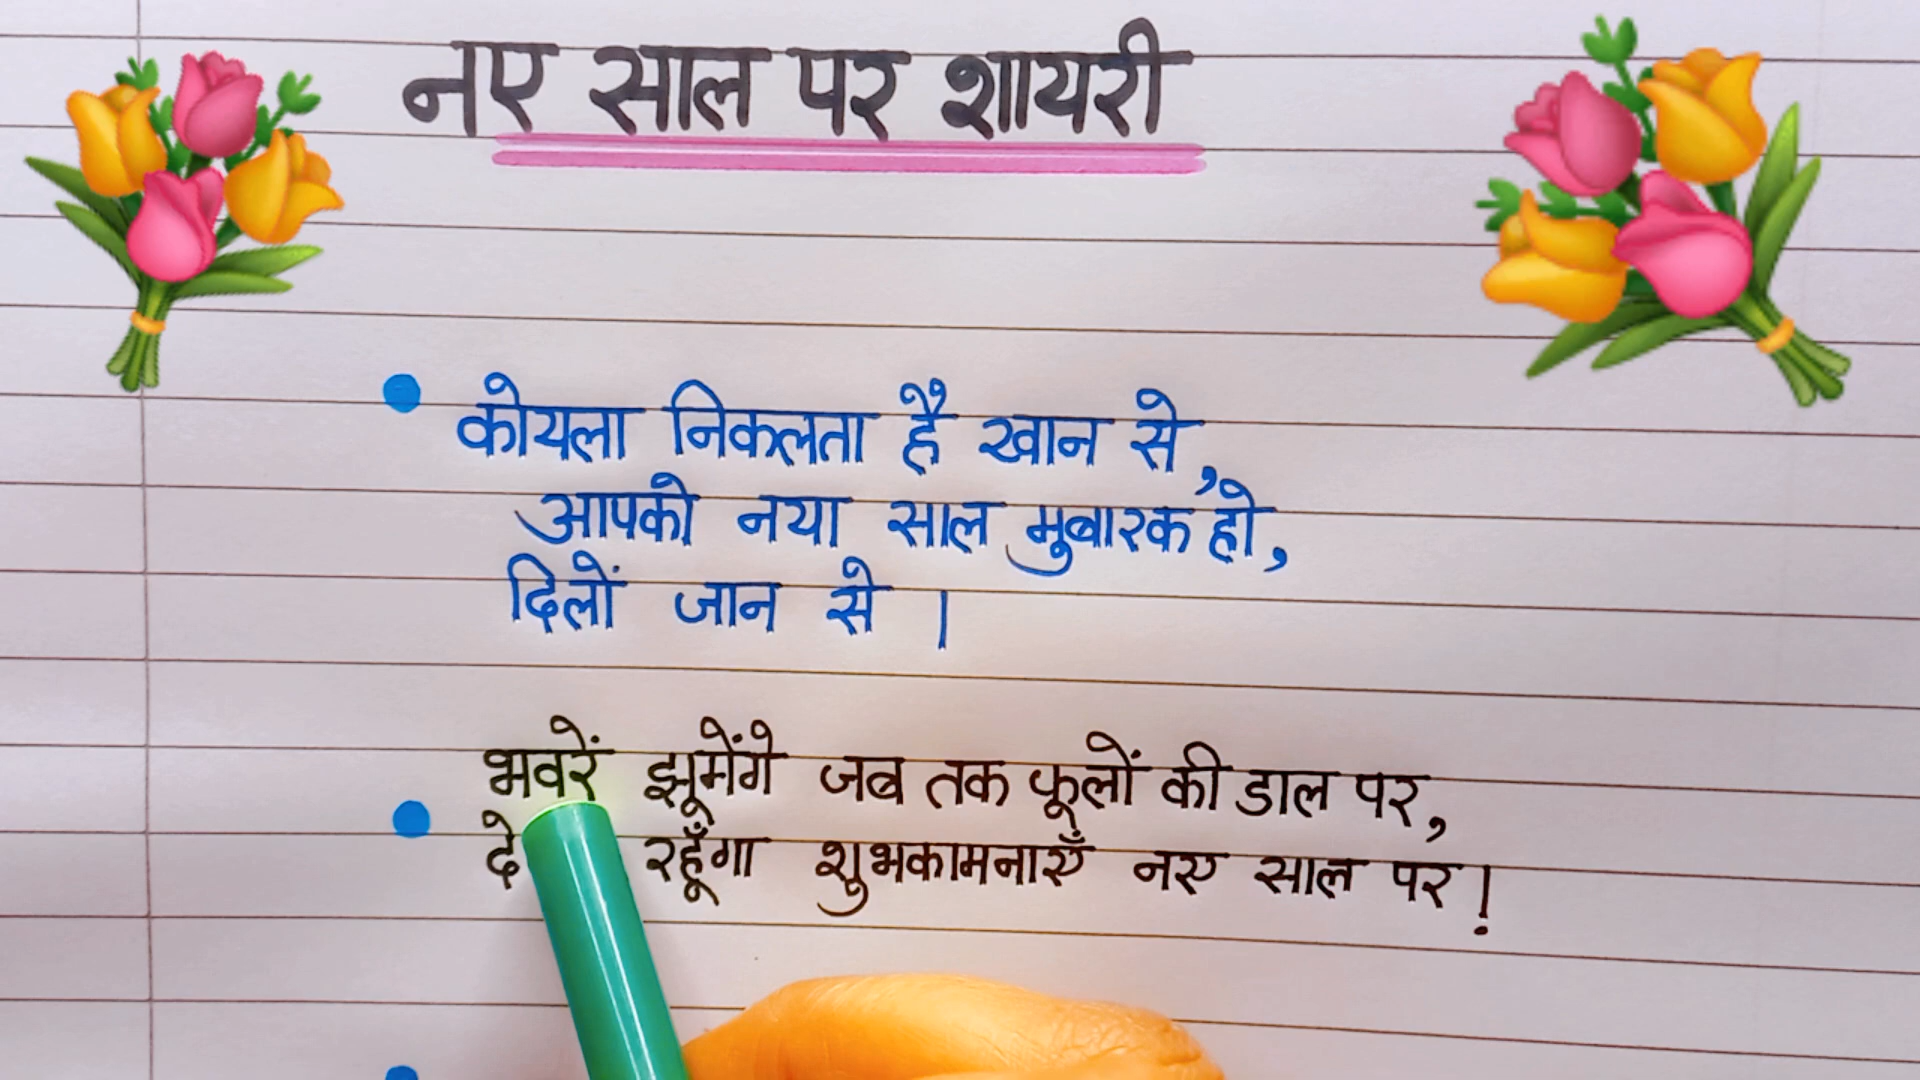 नए साल पर शायरी
कोयला निकलता है खान से,
आपको नया साल मुबारक हो,
दिलों जान से ।
भवरें झूमेंगे जब तक फूलों की डाल पर,
रहूँगा शुभकामनाएँ नए साल पर !